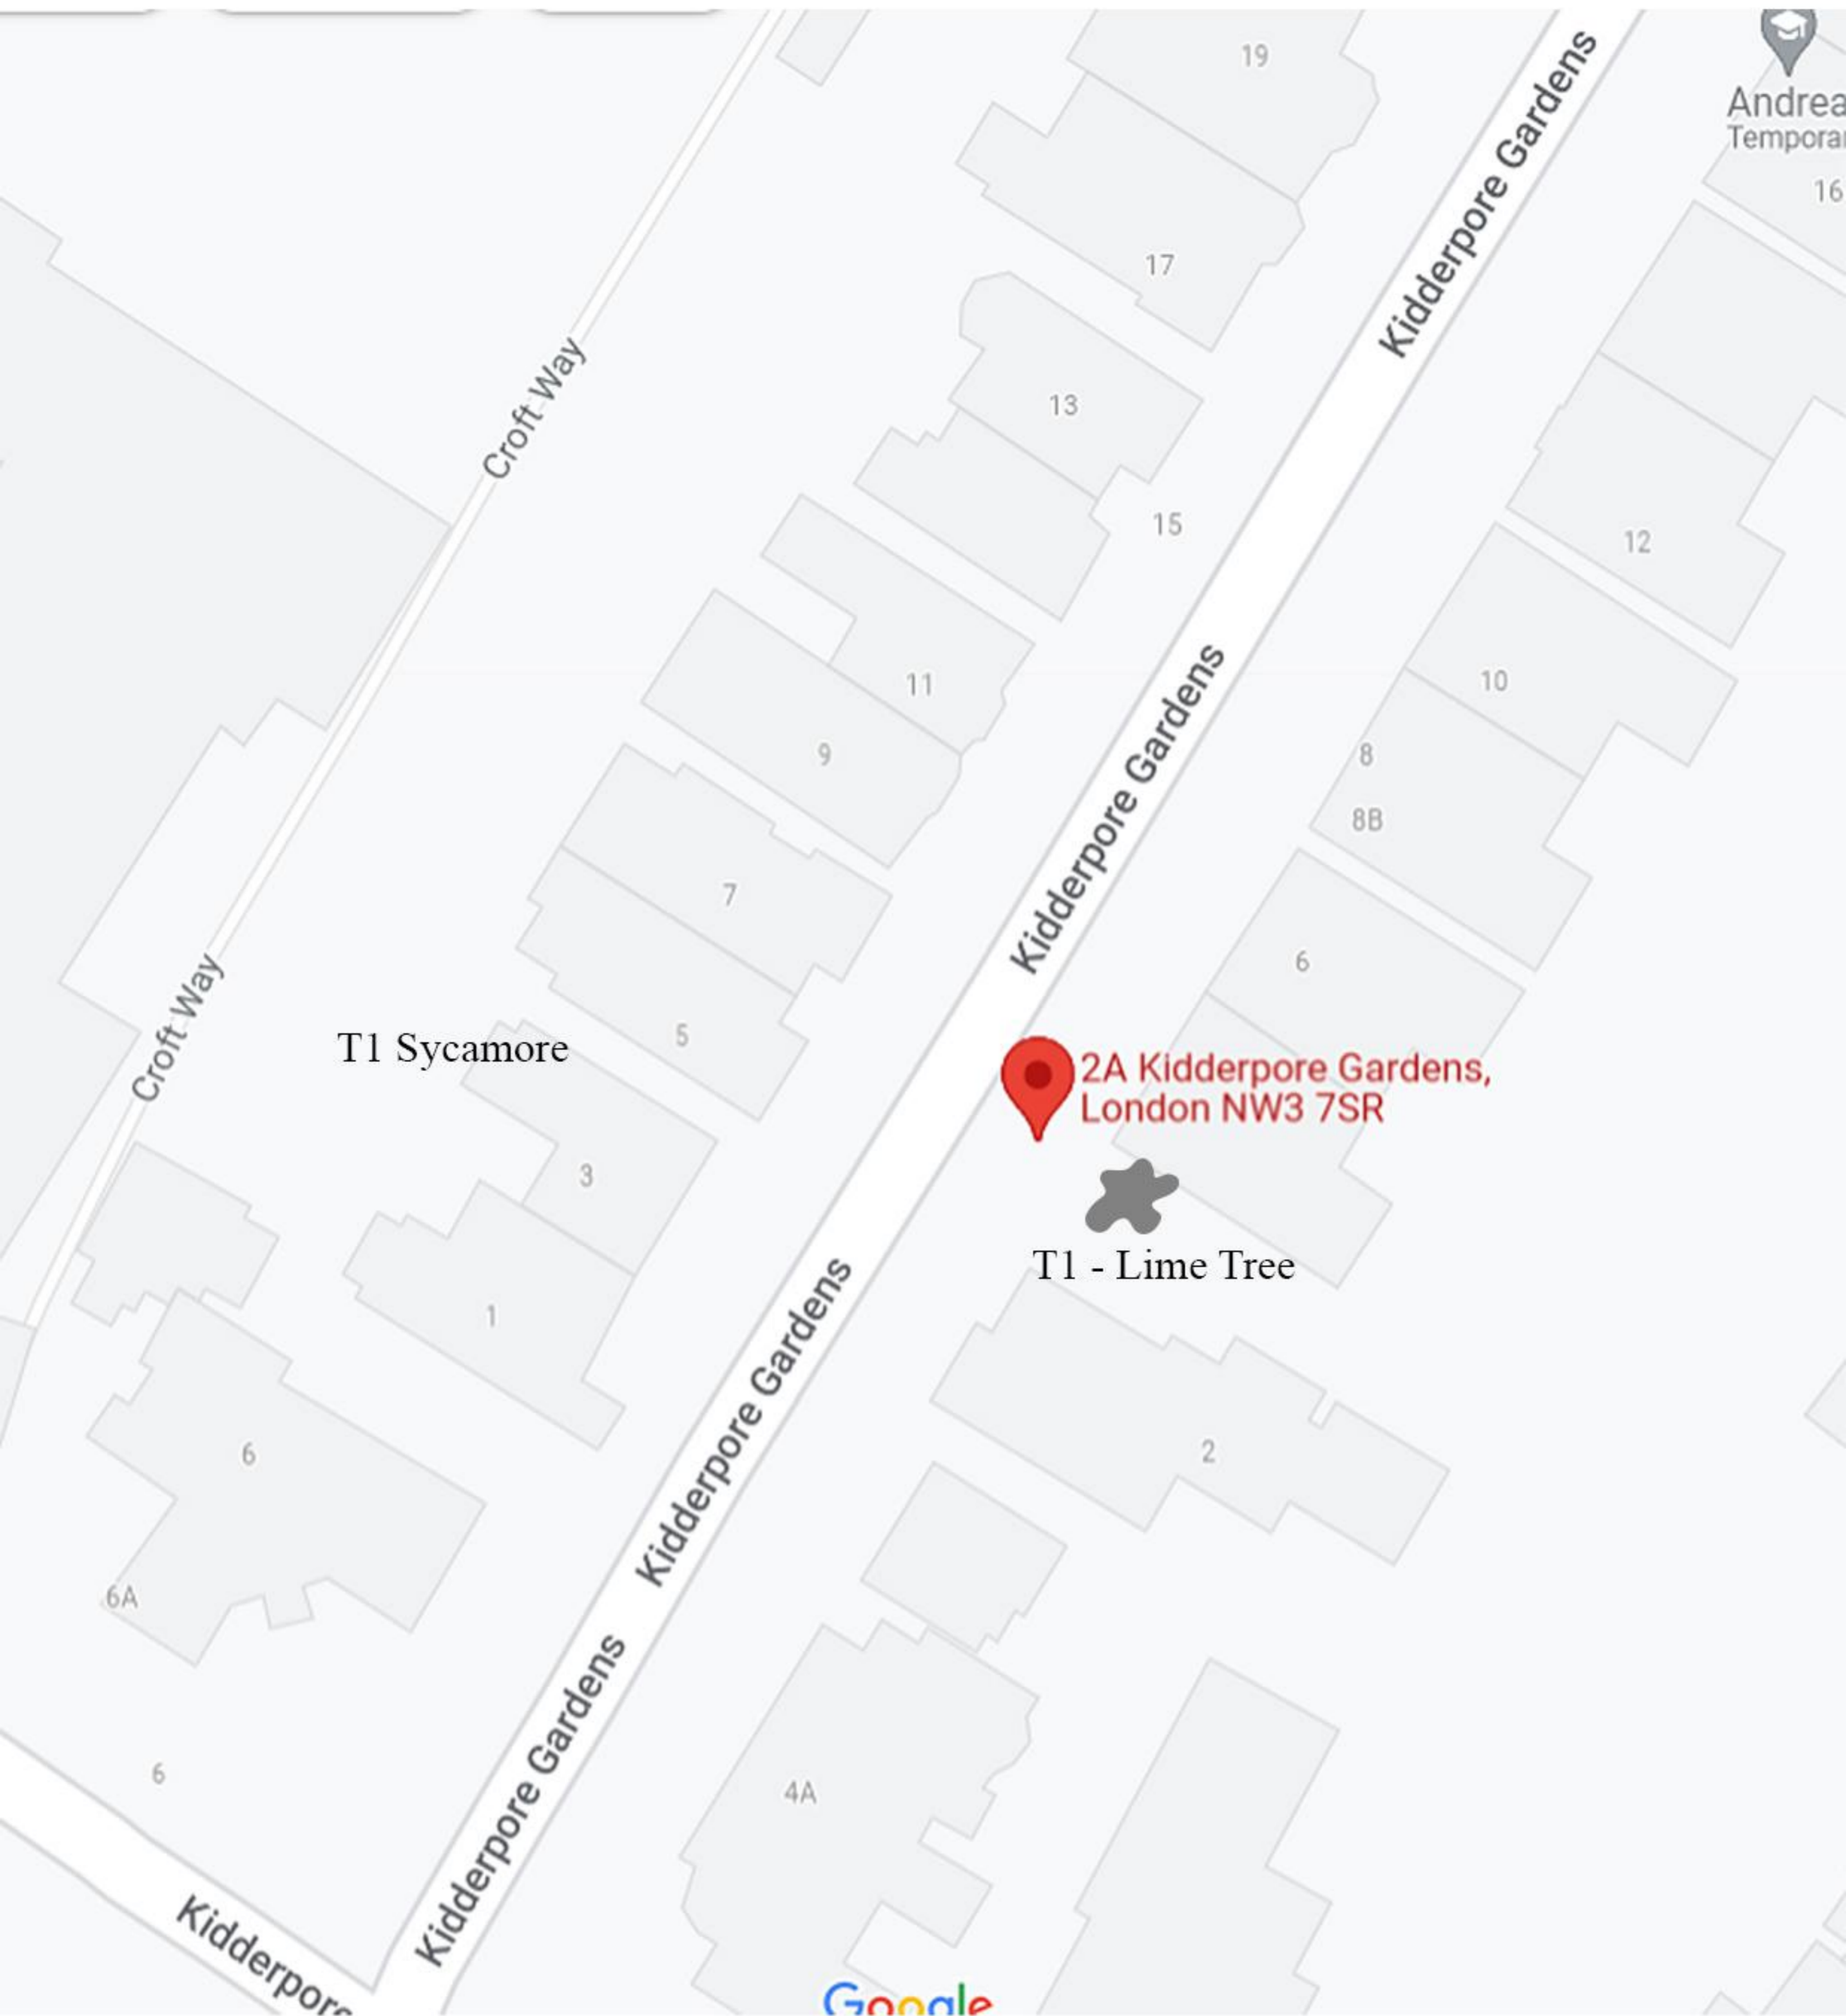 19
Kidderpore Gardens
Andrea
Temporar
16
17
Croft Way
13
15
12
Kidderpore Gardens
11
10
9
8
8B
7
6
Croft Way
T1 Sycamore
5
2A Kidderpore Gardens,
London NW3 7SR
3
T1 - Lime Tree
1
Kidderpore Gardens
2
6
6A
Kidderpore Gardens
6
4A
Kidderpore
Google